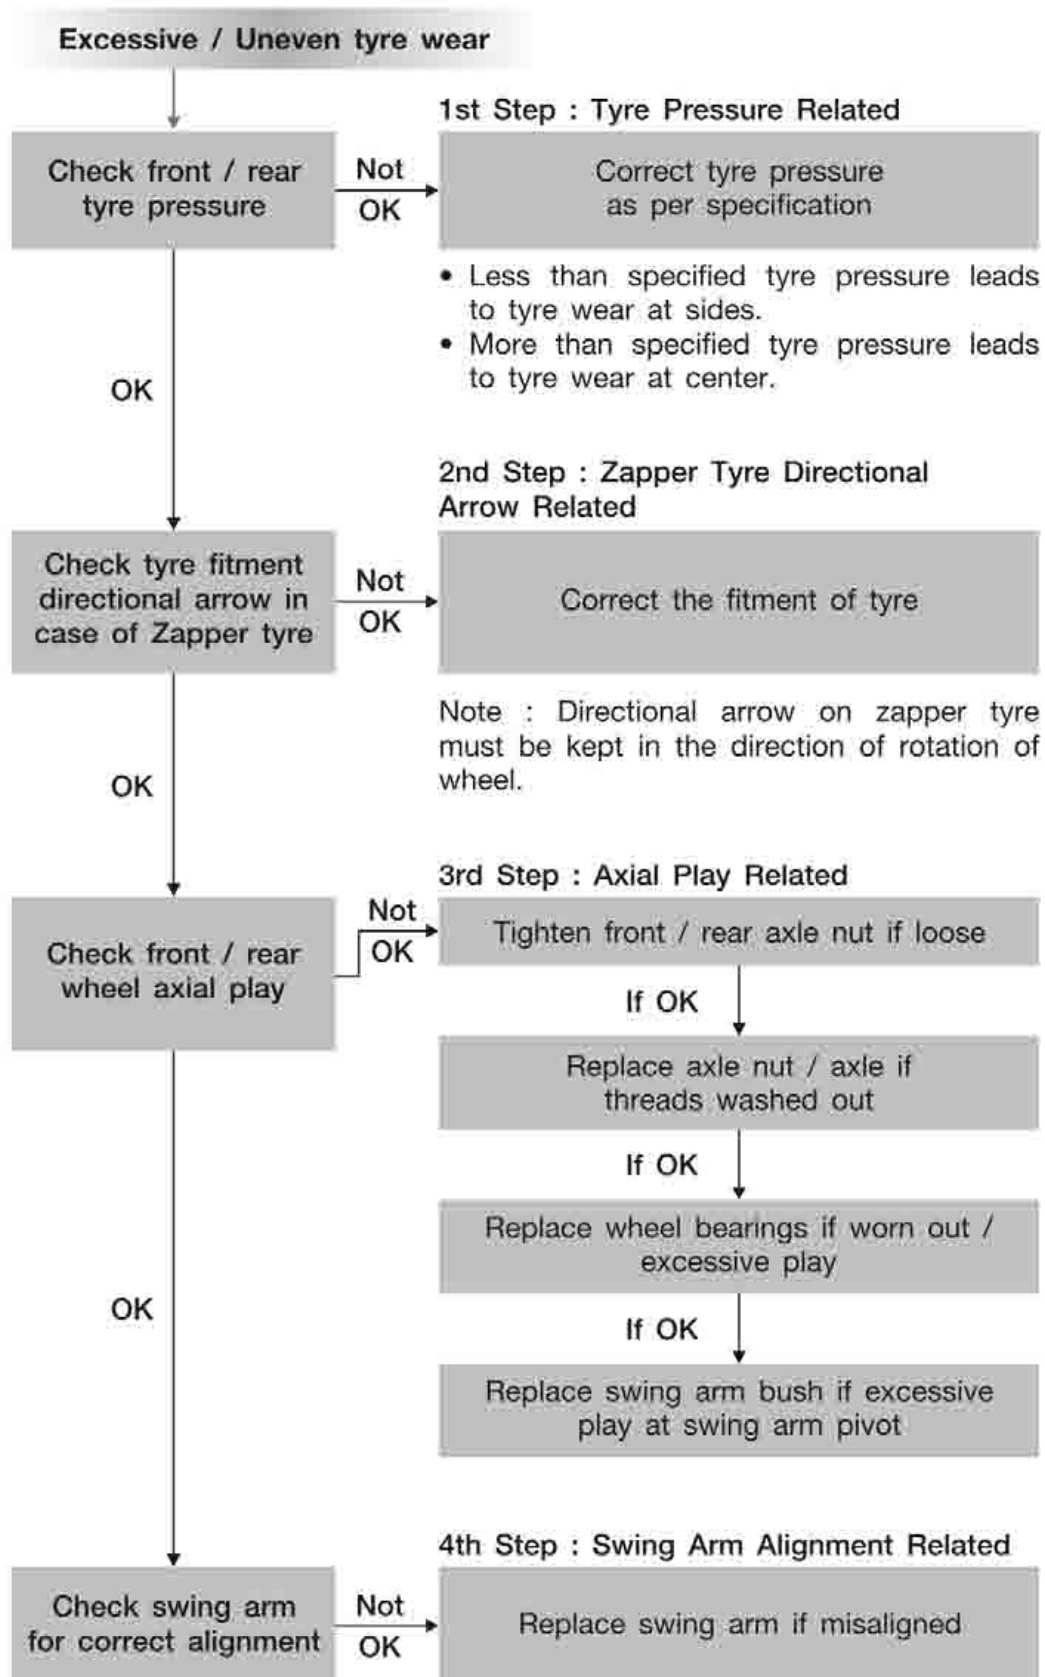 Excessive / Uneven tyre wear
1st Step : Tyre Pressure Related
Check front / rear
tyre pressure
Not
OK
Correct tyre pressure
as per specification
• Less than specified tyre pressure leads
to tyre wear at sides.
• More than specified tyre pressure leads
to tyre wear at center.
OK
2nd Step : Zapper Tyre Directional
Arrow Related
Check tyre fitment
directional arrow in
case of Zapper tyre
Not
OK
Correct the fitment of tyre
Note : Directional arrow on zapper tyre
must be kept in the direction of rotation of
wheel.
OK
3rd Step : Axial Play Related
Check front / rear
wheel axial play
Not
OK
Tighten front / rear axle nut if loose
If OK
Replace axle nut / axle if
threads washed out
If OK
Replace wheel bearings if worn out /
excessive play
If OK
Replace swing arm bush if excessive
play at swing arm pivot
OK
4th Step : Swing Arm Alignment Related
Check swing arm
for correct alignment
Not
OK
Replace swing arm if misaligned